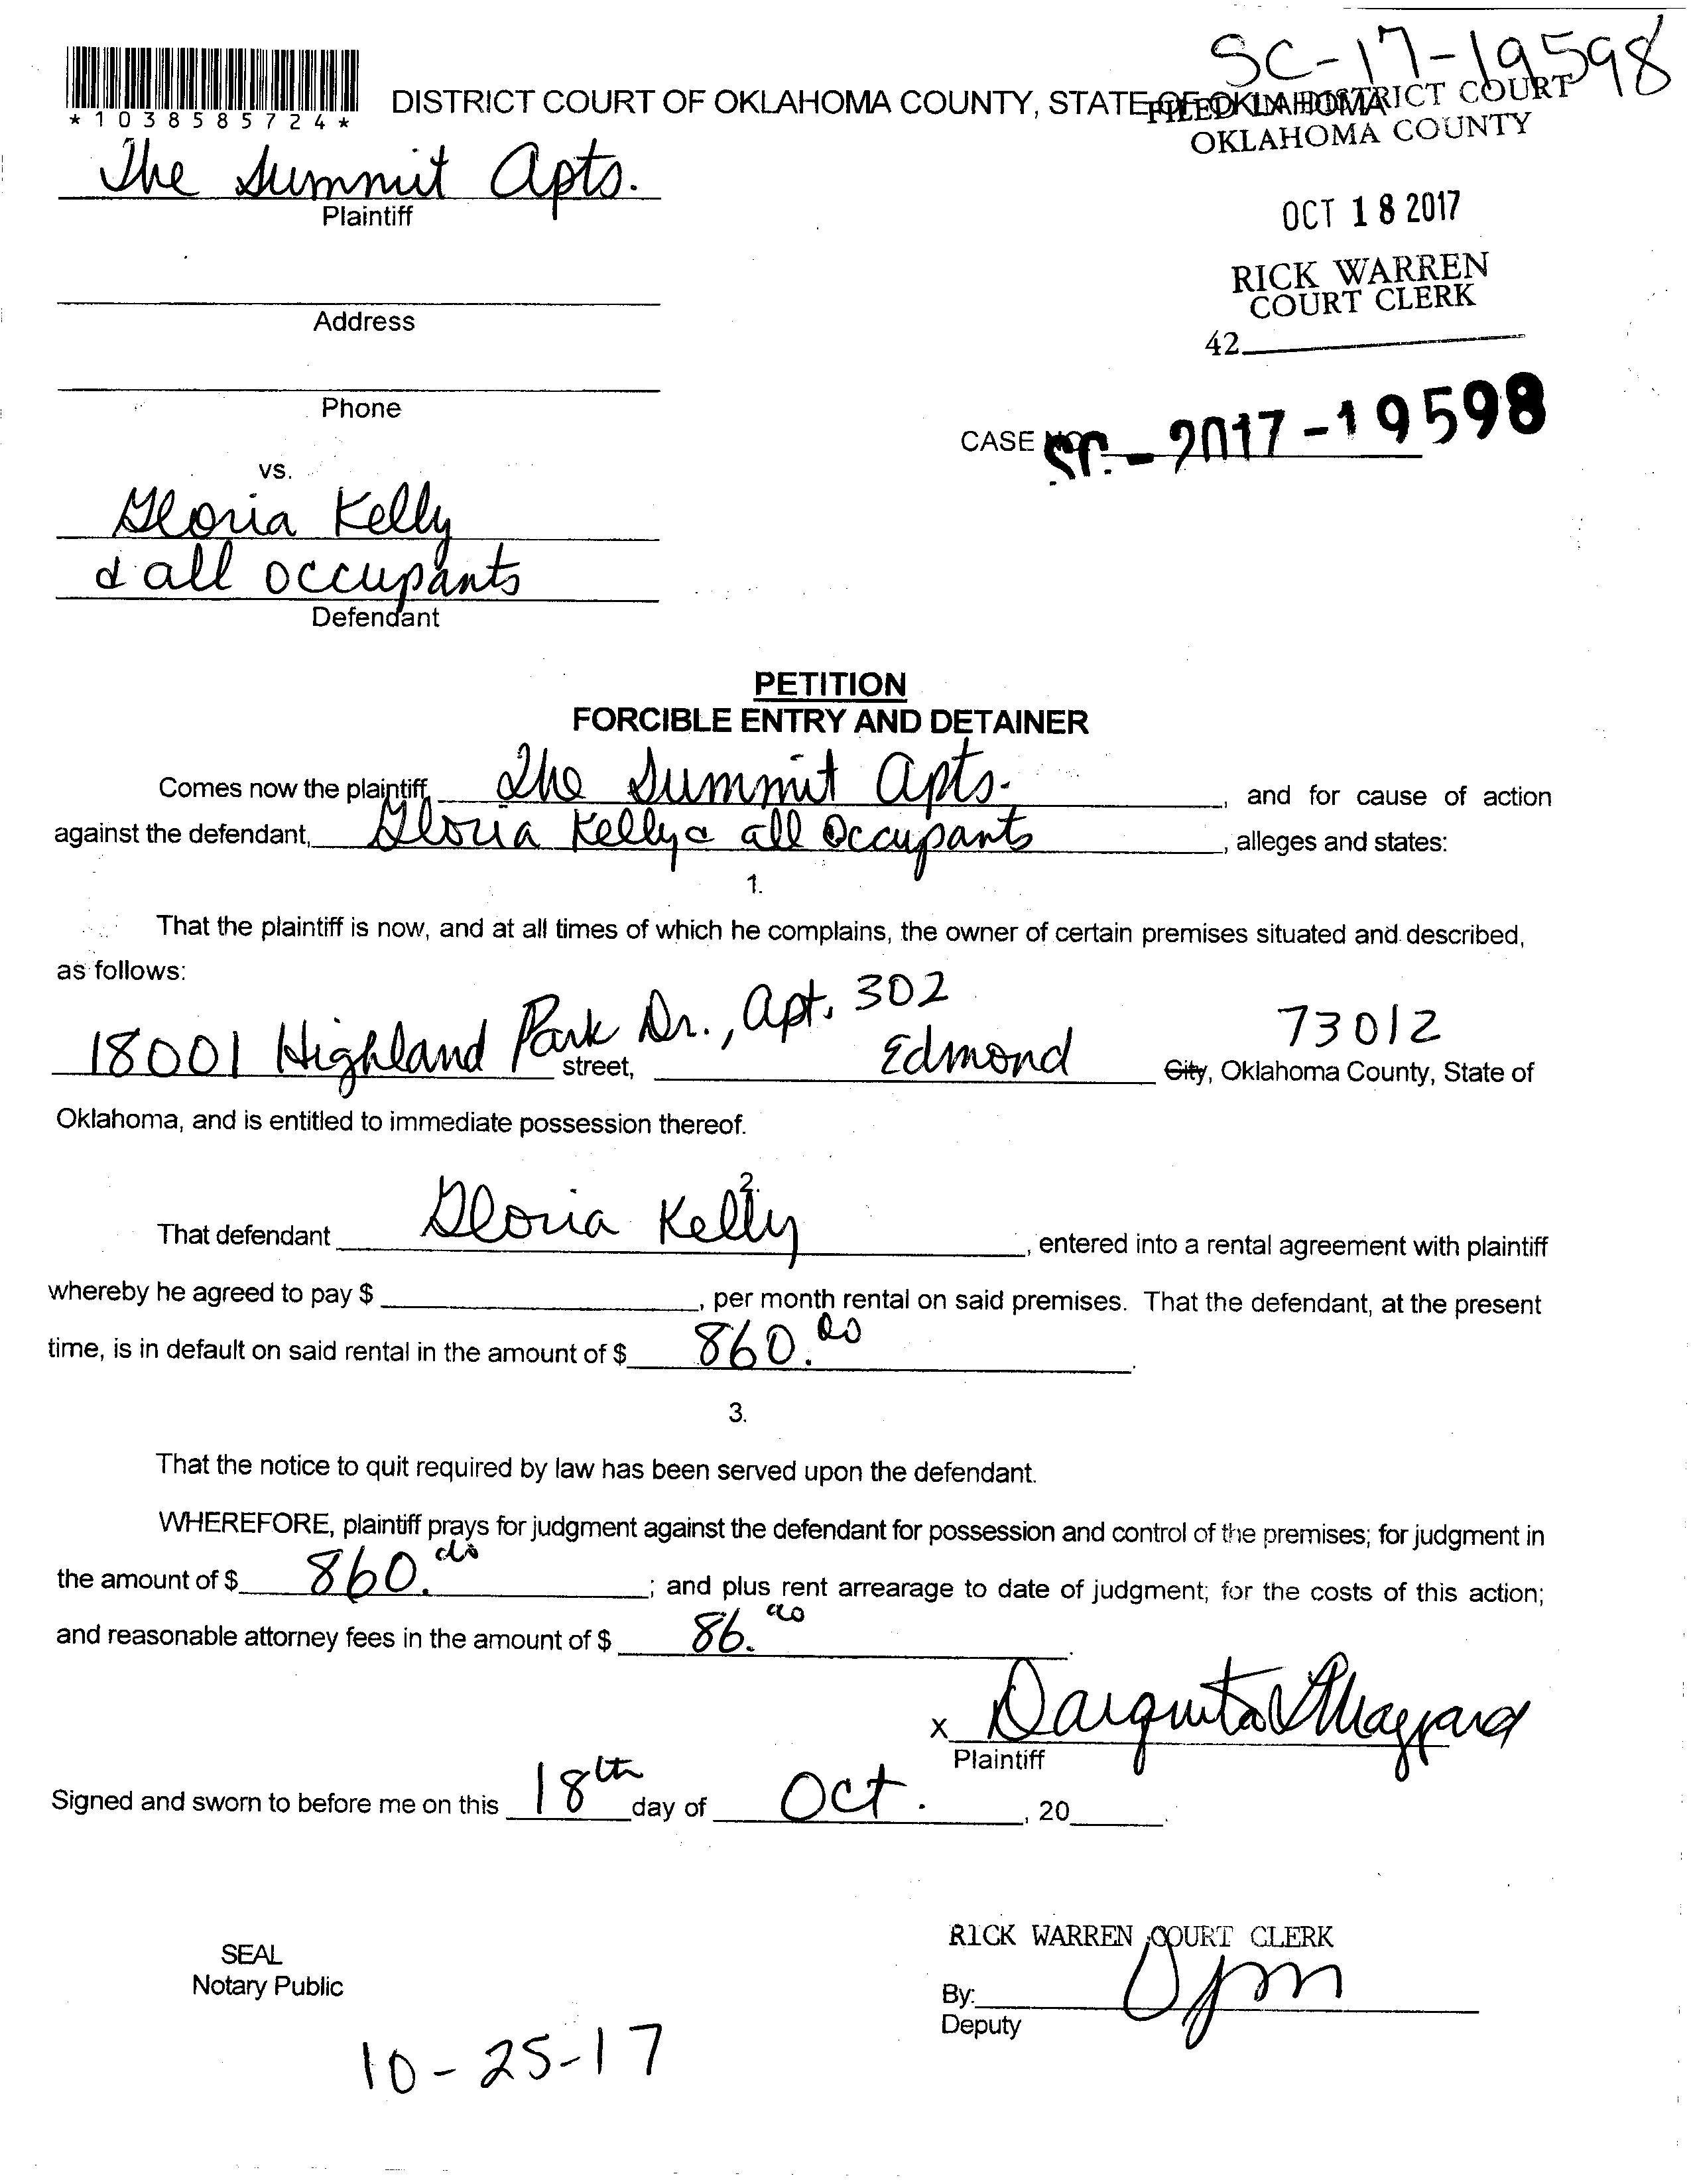 SC-17-19598
*1038585724*
DISTRICT COURT OF OKLAHOMA COUNTY, STATE OF OKLAHOMA
FILED IN DISTRICT COURT
OKLAHOMA COUNTY
The Summit Apts.
Plaintiff
OCT 18 2017
RICK WARREN
COURT CLERK
42
Address
Phone
CASE NO. SC-2017-19598
vs.
Gloria Kelly
& all occupants
Defendant
PETITION
FORCIBLE ENTRY AND DETAINER
Comes now the plaintiff, The Summit Apts. , and for cause of action
against the defendant, Gloria Kelly & all Occupants , alleges and states:
1.
That the plaintiff is now, and at all times of which he complains, the owner of certain premises situated and described,
as follows:
18001 Highland Park Dr., Apt. 302 street, Edmond 73012 City, Oklahoma County, State of
Oklahoma, and is entitled to immediate possession thereof.
2.
That defendant Gloria Kelly , entered into a rental agreement with plaintiff
whereby he agreed to pay $ , per month rental on said premises. That the defendant, at the present
time, is in default on said rental in the amount of $ 860.00 .
3.
That the notice to quit required by law has been served upon the defendant.
WHEREFORE, plaintiff prays for judgment against the defendant for possession and control of the premises; for judgment in
the amount of $ 860.00 ; and plus rent arrearage to date of judgment; for the costs of this action;
and reasonable attorney fees in the amount of $ 86.00 .
x
Plaintiff
Signed and sworn to before me on this 18th day of Oct. , 20 .
RICK WARREN COURT CLERK
SEAL
Notary Public
By:
Deputy
10-25-17